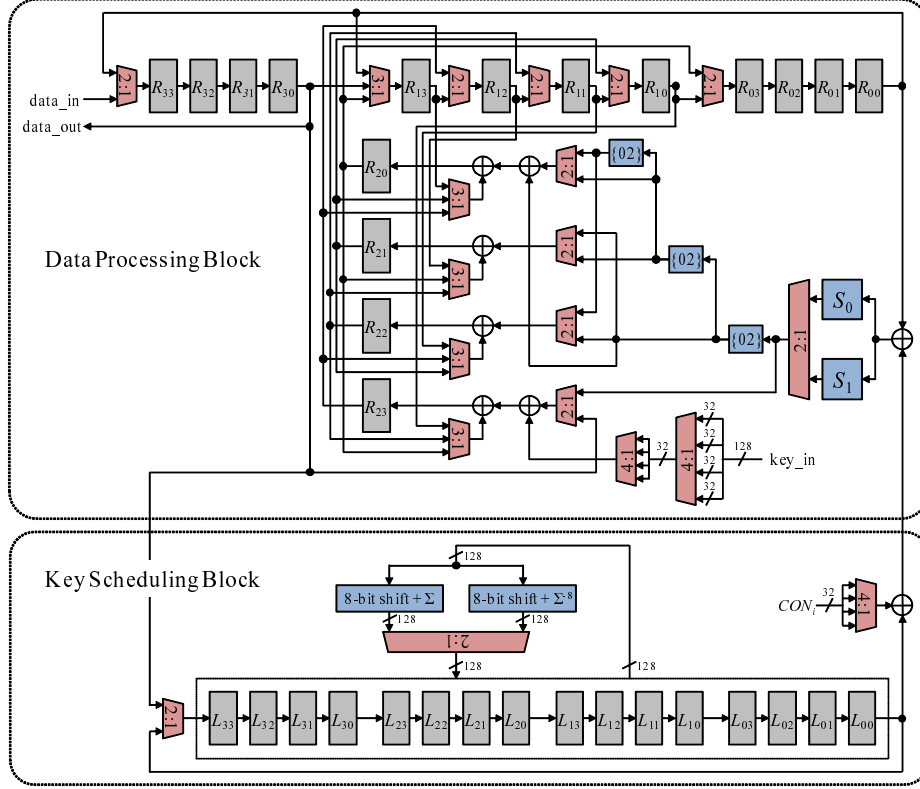 2:1 R33 R32 R31 R30 3:1 R13 2:1 R12 2:1 R11 2:1 R10 2:1 R03 R02 R01 R00
data_in
data_out
R20 3:1 2:1 {02}
Data Processing Block
R21 3:1 2:1 {02}
R22 3:1 2:1 {02} 2:1 S0
S1
R23 3:1 2:1
4:1 32 4:1 32 32 32 32 128 key_in
Key Scheduling Block
128
8-bit shift + Σ 8-bit shift + Σ-8
128 128
2:1
128 128
CONi 32 4:1
2:1 L33 L32 L31 L30 L23 L22 L21 L20 L13 L12 L11 L10 L03 L02 L01 L00